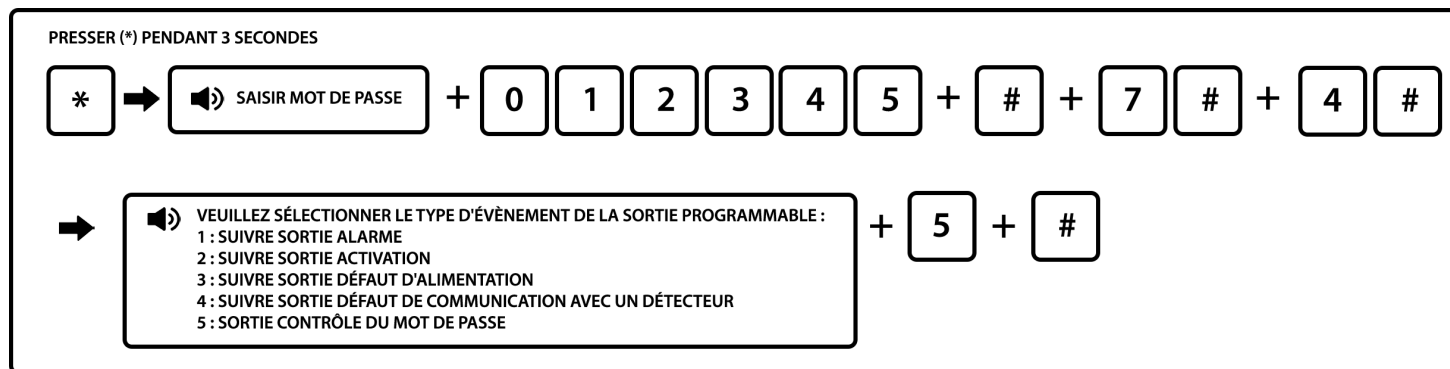 PRESSER (*) PENDANT 3 SECONDES
* SAISIR MOT DE PASSE + 0 1 2 3 4 5 + # + 7 # + 4 #
VEUILLEZ SÉLECTIONNER LE TYPE D'ÉVÈNEMENT DE LA SORTIE PROGRAMMABLE :
1 : SUIVRE SORTIE ALARME
2 : SUIVRE SORTIE ACTIVATION
3 : SUIVRE SORTIE DÉFAUT D'ALIMENTATION
4 : SUIVRE SORTIE DÉFAUT DE COMMUNICATION AVEC UN DÉTECTEUR
5 : SORTIE CONTRÔLE DU MOT DE PASSE
+ 5 + #